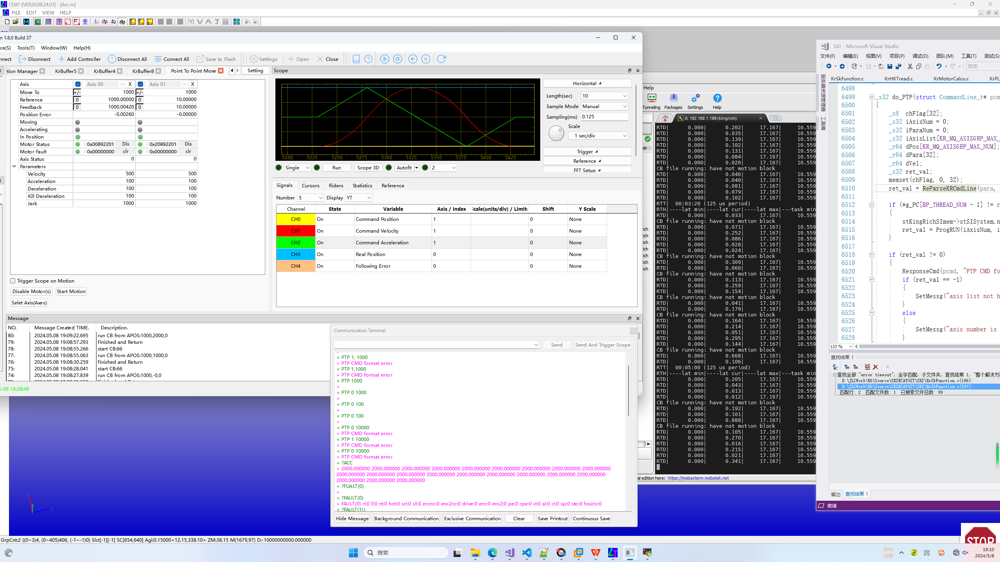 LTJAT-[VER20.08.24.01] - [Arc.nc]
FILE EDIT VIEW HELP
n 1.8.0 Build 37
ce(S) Tools(T) Window(W) Help(H)
nnect Disconnect Add Controller Disconnect All Connect All Save to Flash Settings Open Close
tion Manager KrBuffer5 KrBuffer4 KrBuffer8 Point To Point Move Setting
Axis Axis 00 X Axis 01 X
Move To +/- 1000 +/- 1000
Reference 0 1000.00000 0 10.00000
Feedback 0 1000.00420 0 10.00000
Position Error -0.00260 -0.00000
Moving
Accelerating
In Position
Motor Status 0x00892201 Dis 0x20892201 Dis
Motor Fault 0x00000000 clr 0x00000000 clr
Axis Status 0 0
Parameters
Velocity 500 500
Acceleration 100 100
Deceleration 100 100
Kill Deceleration 100 100
Jerk 1000 1000
Trigger Scope on Motion
Disable Motor(s) Start Motion
Selet Axis(Axes)
Scope
5200 5225 5250 5275 5300 5325 5350 5375 5400 5425
Horizontal
Length(sec) 10
Sample Mode Manual
Sampling(ms) 0.125
Scale
1 sec/div
Trigger
Reference
FFT Setup
Single Run Scope 3D Autofit 2
Signals Cursors Riders Statistics Reference
Number 5 Display YT
Channel State Variable Axis / Index Scale(units/div) / Limits Shift Y Scale
CH0 On Command Position 1 0 None
CH1 On Command Velocity 1 0 None
CH2 On Command Acceleration 1 0 None
CH3 On Real Position 0 0 None
CH4 On Following Error 0 0 None
Message
NO. Message Created TIME. Description.
80: 2024.05.08 19:09:22.695 run CB from APOS:1000,2000,0
79: 2024.05.08 19:08:57.293 Finished and Return
78: 2024.05.08 19:08:55.266 start CB:66
77: 2024.05.08 19:08:55.063 run CB from APOS:1000,1000,0
76: 2024.05.08 19:08:30.259 Finished and Return
75: 2024.05.08 19:08:28.041 start CB:66
74: 2024.05.08 19:08:27.839 run CB from APOS:1000,-0,0
5-08 18:28:48
Communication Terminal
Send Send And Trigger Scope
< PTP 1, 1000
> PTP CMD format error
< PTP 1,1000
> PTP CMD format error
< PTP 1000
>
< PTP 0 1000
>
< PTP 0 100
>
< PTP 0 100
>
< PTP 0 10000
> PTP CMD format error
< PTP 1 10000
> PTP CMD format error
< PTP 0 10000
> PTP CMD format error
< ?ACC
> 2000.000000 2000.000000 2000.000000 2000.000000 2000.000000 2000.000000 2000.000000 2000.000000 2000.000000
2000.000000 2000.000000 2000.000000 2000.000000 2000.000000 2000.000000 2000.000000 2000.000000 2000.000000
2000.000000 2000.000000 2000.000000
< ?FUALT(0)
>
< ?FAULT(0)
> FAULT(0) rl:0 ll:0 nt:0 hot:0 srl:0 sll:0 encnc:0 enc2nc:0 drive:0 enc:0 enc2:0 pe:0 cpe:0 vl:0 al:0 cl:0 sp:0 sto:0 hssinc:0
< ?FAULT(1\)
Hide Message Background Communication Exclusive Communication Clear Save Printout Continuous Save
Help
Tunneling Packages Settings Help
6. 192.168.1.199 (kingrich)
RTD| 0.000| 0.202| 17.167| 10.559
RTD| 0.000| 0.035| 17.167| 10.559
RTD| 0.000| 0.139| 17.167| 10.559
RTD| 0.000| 0.102| 17.167| 10.559
RTD| 0.000| 0.131| 17.167| 10.559
RTD| 0.000| 0.084| 17.167| 10.559
RTD| 0.000| 0.020| 17.167| 10.559
CB file running: have not motion block
RTD| 0.000| 0.046| 17.167| 10.559
RTD| 0.000| 0.040| 17.167| 10.559
RTD| 0.000| 0.081| 17.167| 10.559
RTD| 0.000| 0.079| 17.167| 10.559
RTD| 0.000| 0.102| 17.167| 10.559
RTT| 00:03:20 (125 us period)
RTH|----lat min|----lat cur|----lat max|---task min
RTD| 0.000| 0.033| 17.167| 10.559
CB file running: have not motion block
RTD| 0.000| 0.071| 17.167| 10.559
RTD| 0.000| 0.252| 17.167| 10.559
RTD| 0.000| 0.086| 17.167| 10.559
RTD| 0.000| 0.028| 17.167| 10.559
RTD| 0.000| 0.024| 17.167| 10.559
CB file running: have not motion block
RTD| 0.000| 0.309| 17.167| 10.559
RTD| 0.000| 0.060| 17.167| 10.559
CB file running: have not motion block
RTD| 0.000| 0.113| 17.167| 10.559
RTD| 0.000| 0.259| 17.167| 10.559
RTD| 0.000| 0.154| 17.167| 10.559
CB file running: have not motion block
RTD| 0.000| 0.041| 17.167| 10.559
RTD| 0.000| 0.179| 17.167| 10.559
CB file running: have not motion block
RTD| 0.000| 0.164| 17.167| 10.559
RTD| 0.000| 0.214| 17.167| 10.559
RTD| 0.000| 0.051| 17.167| 10.559
RTD| 0.000| 0.295| 17.167| 10.559
RTD| 0.000| 0.144| 17.167| 10.559
CB file running: have not motion block
RTD| 0.000| 0.668| 17.167| 10.559
RTD| 0.000| 0.106| 17.167| 10.559
RTT| 00:05:00 (125 us period)
RTH|----lat min|----lat cur|----lat max|---task min
RTD| 0.000| 0.205| 17.167| 10.559
RTD| 0.000| 0.043| 17.167| 10.559
RTD| 0.000| 0.013| 17.167| 10.559
RTD| 0.000| 0.012| 17.167| 10.559
CB file running: have not motion block
RTD| 0.000| 0.192| 17.167| 10.559
RTD| 0.000| 0.101| 17.167| 10.559
RTD| 0.000| 0.888| 17.167| 10.559
CB file running: have not motion block
RTD| 0.000| 0.105| 17.167| 10.559
RTD| 0.000| 0.270| 17.167| 10.559
RTD| 0.000| 0.016| 17.167| 10.559
RTD| 0.000| 0.215| 17.167| 10.559
RTD| 0.000| 0.021| 17.167| 10.559
RTD| 0.000| 0.341| 17.167| 10.559
al edition here: https://mobaxterm.mobatek.net
SKI - Microsoft Visual Studio
文件(F) 编辑(E) 视图(V) 项目(P) 调试(D) 团队(M) 工具(T) 测试(S)
自动
服务器资源管理器 工具箱
KrSkFunction.c KrHKTread.c KrMotorCalcu.c KrPL
6498
6499 _s32 do_PTP(struct CommandLine_t* pcm
6500 {
6501 _s8 chFlag[32];
6502 _s32 iAxisNum = 0;
6503 _s32 iParaNum = 0;
6504 _s32 iAxisList[KR_MQ_AXISGRP_MAX_
6505 _r64 dPos[KR_MQ_AXISGRP_MAX_NUM];
6506 _r64 dPara[32];
6507 _r64 dVel;
6508 _s32 ret_val;
6509 memset(chFlag, 0, 32);
6510 ret_val = ReParseKRCmdLine(para,
6511
6512 if (*g_PC[BP_THREAD_NUM - 1] != r
6513 {
6514 stKingRichSImem->stSISystem.n
6515 ret_val = ProgRUN(iAxisNum, i
6516 }
6517
6518 if (ret_val != 0)
6519 {
6520 ResponseCmd(pcmd, "PTP CMD fo
6521 if (ret_val == -1)
6522 {
6523 SetMessg("axis list not h
6524 }
6525 else
6526 {
6527 SetMessg("axis number is
6528 }
133 %
查找结果 1
查找全部 "error timeout", 全字匹配, 子文件夹, 查找结果 1, "整个解决方案
D:\JLCWork\K6\Source\SKIECATGIT\SKI\KrSkFunction.c(196):
D:\JLCWork\K6\Source\SKIECATGIT\SKI\KrSkFunction.c(197):
匹配行: 2 匹配文件数: 1 已搜索文件总数: 99
输出 查找结果 1
就绪
STOP
GrpCnt:2 {(0~3)4, (0~405)406, (-1~-1)0} Slct[-1][-1] SC[654,640] Agl:0.15000<12.15,338.10> ZM:38.15 M(1679,97) D:-10000000000.000000
搜索
80%
内存
英
19:10
2024/5/8